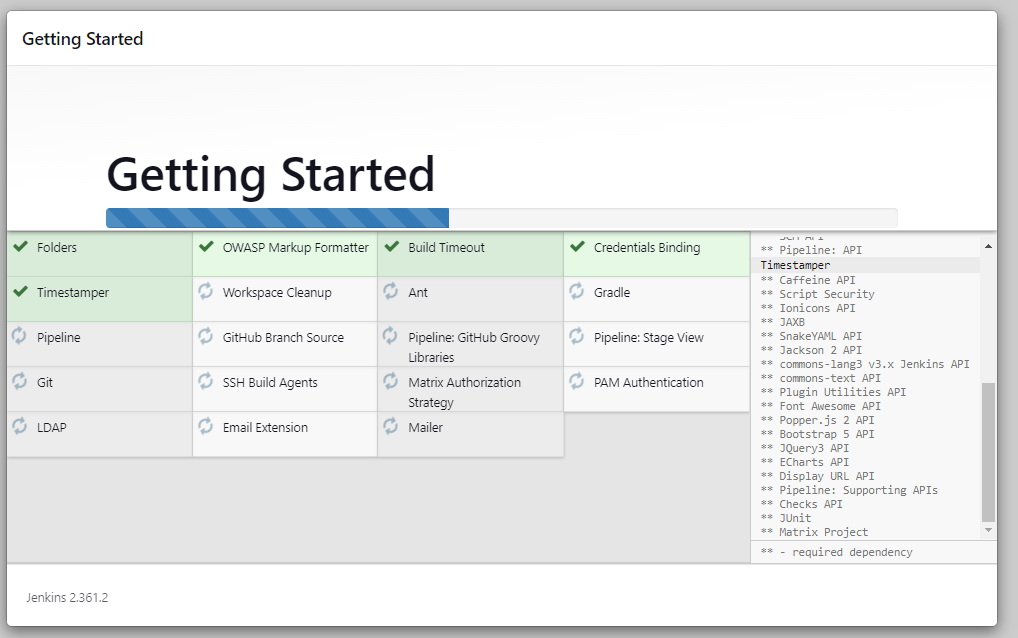 Getting Started
Getting Started
Folders
OWASP Markup Formatter
Build Timeout
Credentials Binding
Timestamper
Workspace Cleanup
Ant
Gradle
Pipeline
GitHub Branch Source
Pipeline: GitHub Groovy
Libraries
Pipeline: Stage View
Git
SSH Build Agents
Matrix Authorization
Strategy
PAM Authentication
LDAP
Email Extension
Mailer
** SCM API
** Pipeline: API
Timestamper
** Caffeine API
** Script Security
** Ionicons API
** JAXB
** SnakeYAML API
** Jackson 2 API
** commons-lang3 v3.x Jenkins API
** commons-text API
** Plugin Utilities API
** Font Awesome API
** Popper.js 2 API
** Bootstrap 5 API
** JQuery3 API
** ECharts API
** Display URL API
** Pipeline: Supporting APIs
** Checks API
** JUnit
** Matrix Project
** - required dependency
Jenkins 2.361.2